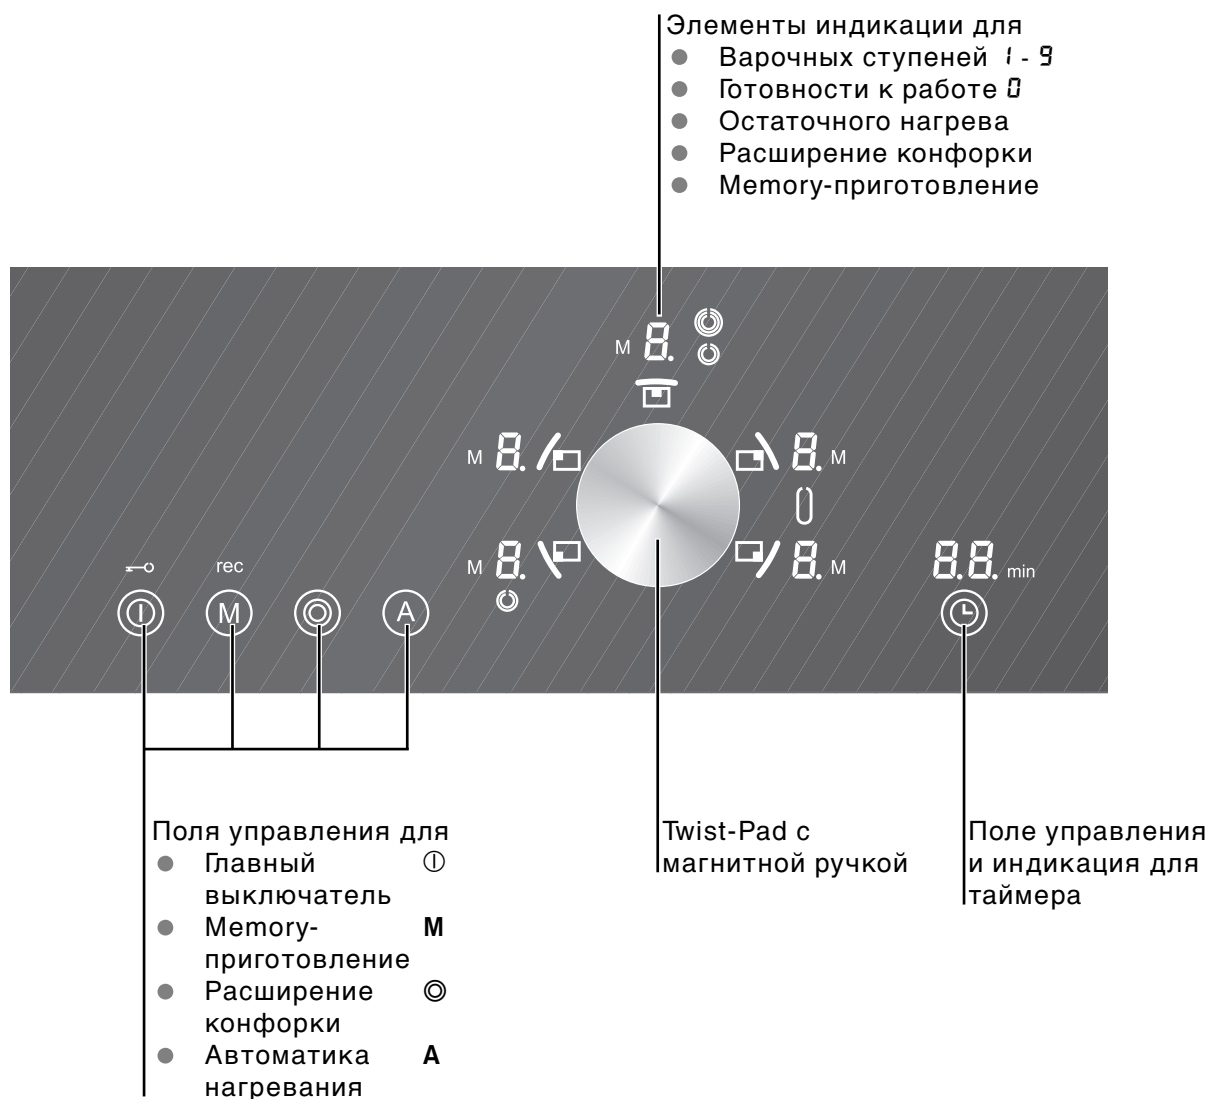 Элементы индикации для
● Варочных ступеней 1 - 9
● Готовности к работе 0
● Остаточного нагрева
● Расширение конфорки
● Memory-приготовление
M 8.
M 8. 8. M
M 8. 8. M 8.8. min
rec
M A
Поля управления для
● Главный
выключатель
● Memory- M
приготовление
● Расширение ◎
конфорки
● Автоматика A
нагревания
Twist-Pad с
магнитной ручкой
Поле управления
и индикация для
таймера